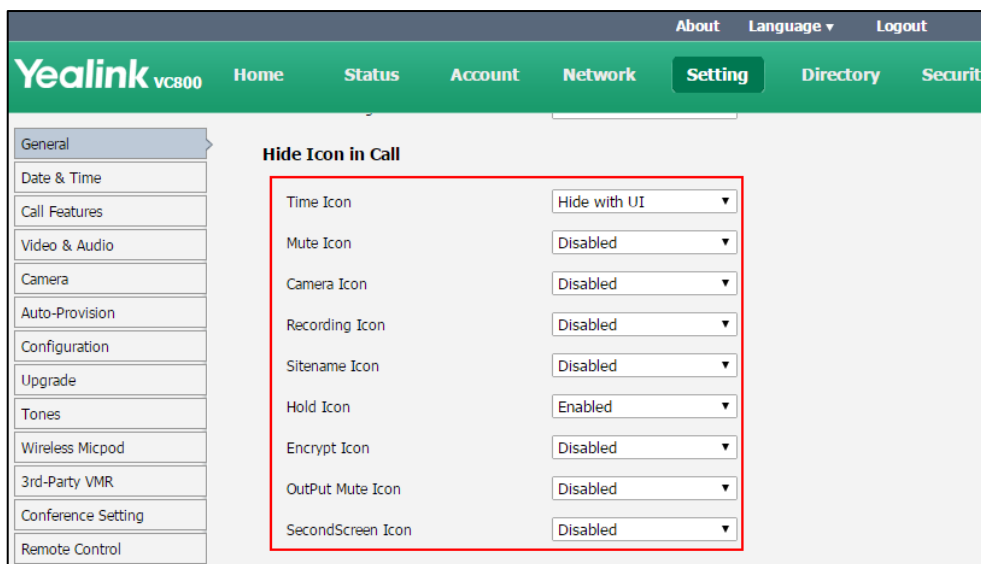 About Language ▾ Logout
Yealink VC800 Home Status Account Network Setting Directory Securit
General
Date & Time
Call Features
Video & Audio
Camera
Auto-Provision
Configuration
Upgrade
Tones
Wireless Micpod
3rd-Party VMR
Conference Setting
Remote Control
Hide Icon in Call
Time Icon Hide with UI
Mute Icon Disabled
Camera Icon Disabled
Recording Icon Disabled
Sitename Icon Disabled
Hold Icon Enabled
Encrypt Icon Disabled
OutPut Mute Icon Disabled
SecondScreen Icon Disabled